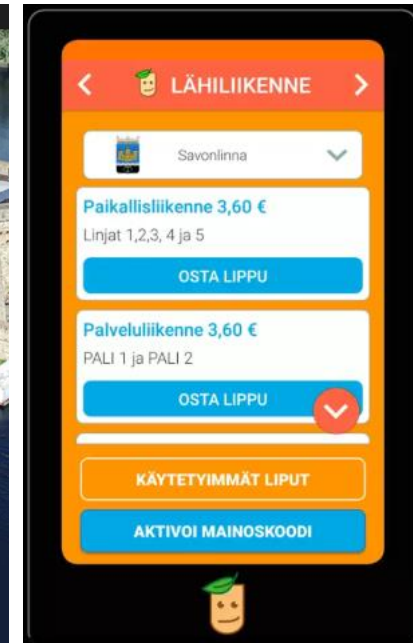 LÄHILIIKENNE
Savonlinna
Paikallisliikenne 3,60 €
Linjat 1,2,3, 4 ja 5
OSTA LIPPU
Palveluliikenne 3,60 €
PALI 1 ja PALI 2
OSTA LIPPU
KÄYTETYIMMÄT LIPUT
AKTIVOI MAINOSKOODI